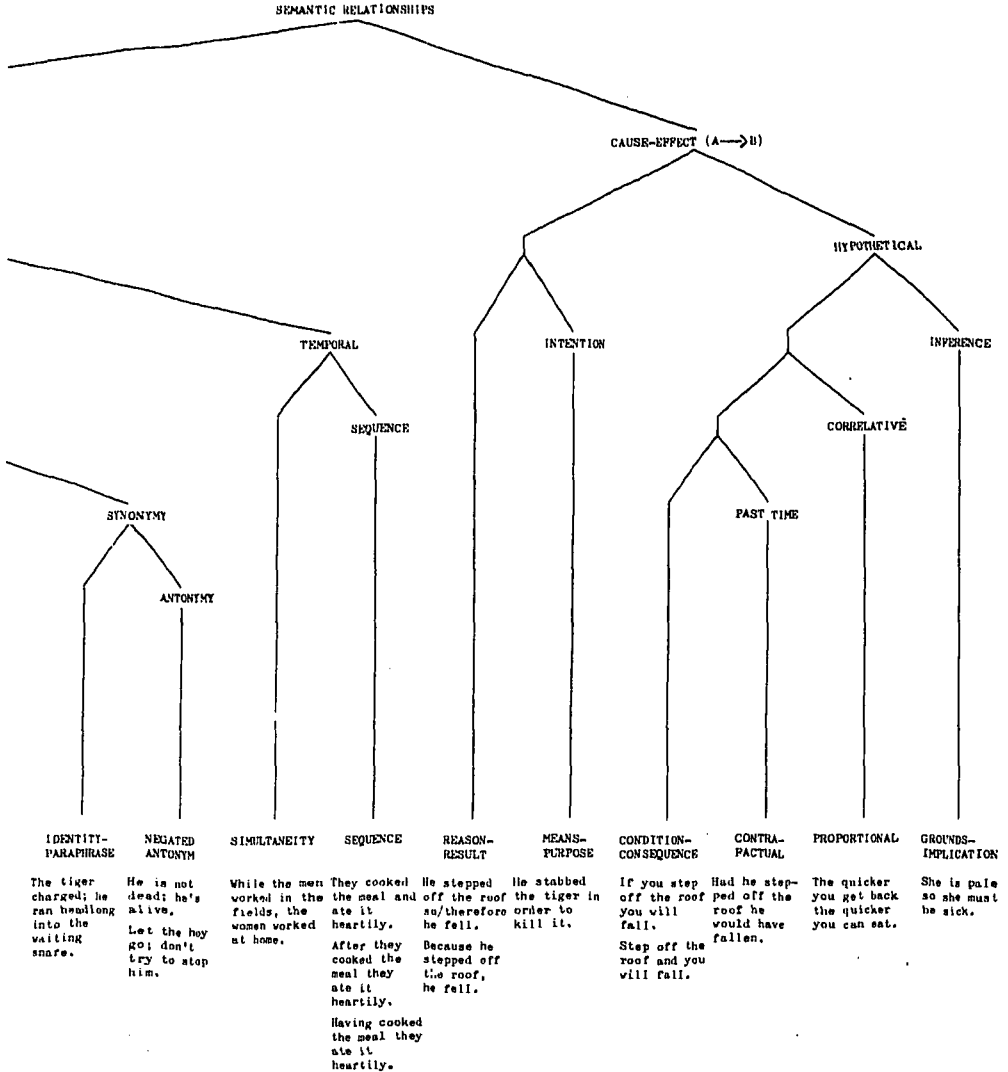 SEMANTIC RELATIONSHIPS
CAUSE-EFFECT (A—>B)
HYPOTHETICAL
TEMPORAL
INTENTION
INFERENCE
SEQUENCE
CORRELATIVE
SYNONYMY
PAST TIME
ANTONYMY
IDENTITY-
PARAPHRASE
The tiger
charged; he
ran headlong
into the
waiting
snare.
NEGATED
ANTONYM
He is not
dead; he's
alive.
Let the boy
go; don't
try to stop
him.
SIMULTANEITY
While the men
worked in the
fields, the
women worked
at home.
SEQUENCE
They cooked
the meal and
ate it
heartily.
After they
cooked the
meal they
ate it
heartily.
Having cooked
the meal they
ate it
heartily.
REASON-
RESULT
He stepped
off the roof
so/therefore
he fell.
Because he
stepped off
the roof,
he fell.
MEANS-
PURPOSE
He stabbed
the tiger in
order to
kill it.
CONDITION-
CONSEQUENCE
If you step
off the roof
you will
fall.
Step off the
roof and you
will fall.
CONTRA-
FACTUAL
Had he step-
ped off the
roof he
would have
fallen.
PROPORTIONAL
The quicker
you get back
the quicker
you can eat.
GROUNDS-
IMPLICATION
She is pale
so she must
be sick.